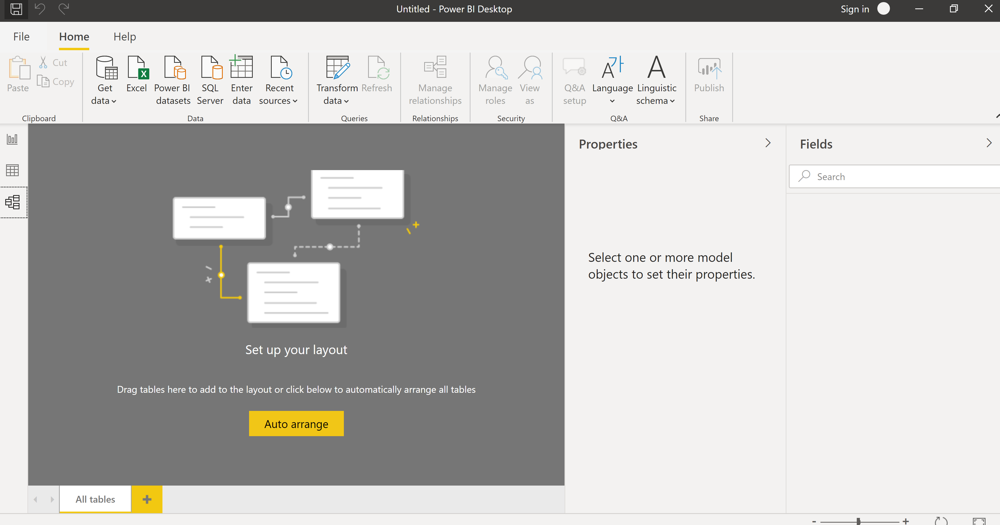 Untitled - Power BI Desktop
Sign in
File
Home
Help
Paste
Cut
Copy
Clipboard
Get
data
Excel
Power BI
datasets
SQL
Server
Enter
data
Recent
sources
Data
Transform
data
Refresh
Queries
Manage
relationships
Relationships
Manage
roles
View
as
Security
Q&A
setup
Language
Linguistic
schema
Q&A
Publish
Share
Set up your layout
Drag tables here to add to the layout or click below to automatically arrange all tables
Auto arrange
All tables
Properties
Select one or more model
objects to set their properties.
Fields
Search